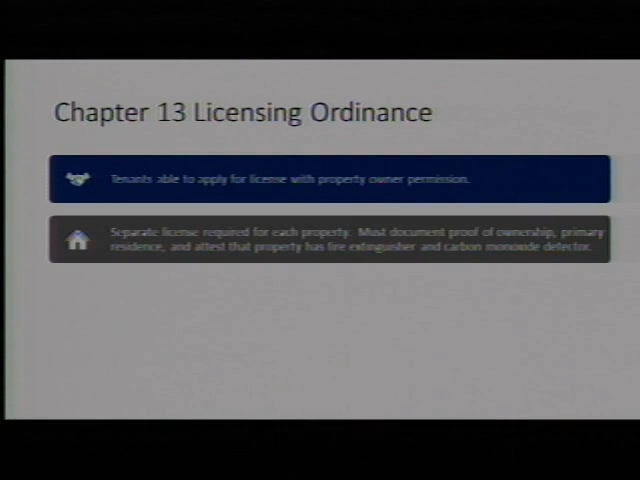 Chapter 13 Licensing Ordinance
Tenants able to apply for license with property owner permission.
Separate license required for each property. Must document proof of ownership, primary
residence, and attest that property has fire extinguisher and carbon monoxide detector.